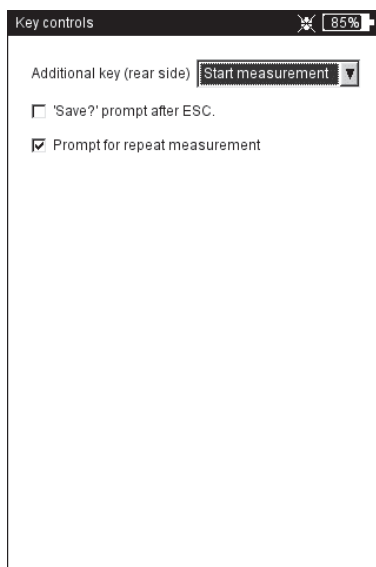 Key controls 85%
Additional key (rear side) Start measurement
'Save?' prompt after ESC.
Prompt for repeat measurement